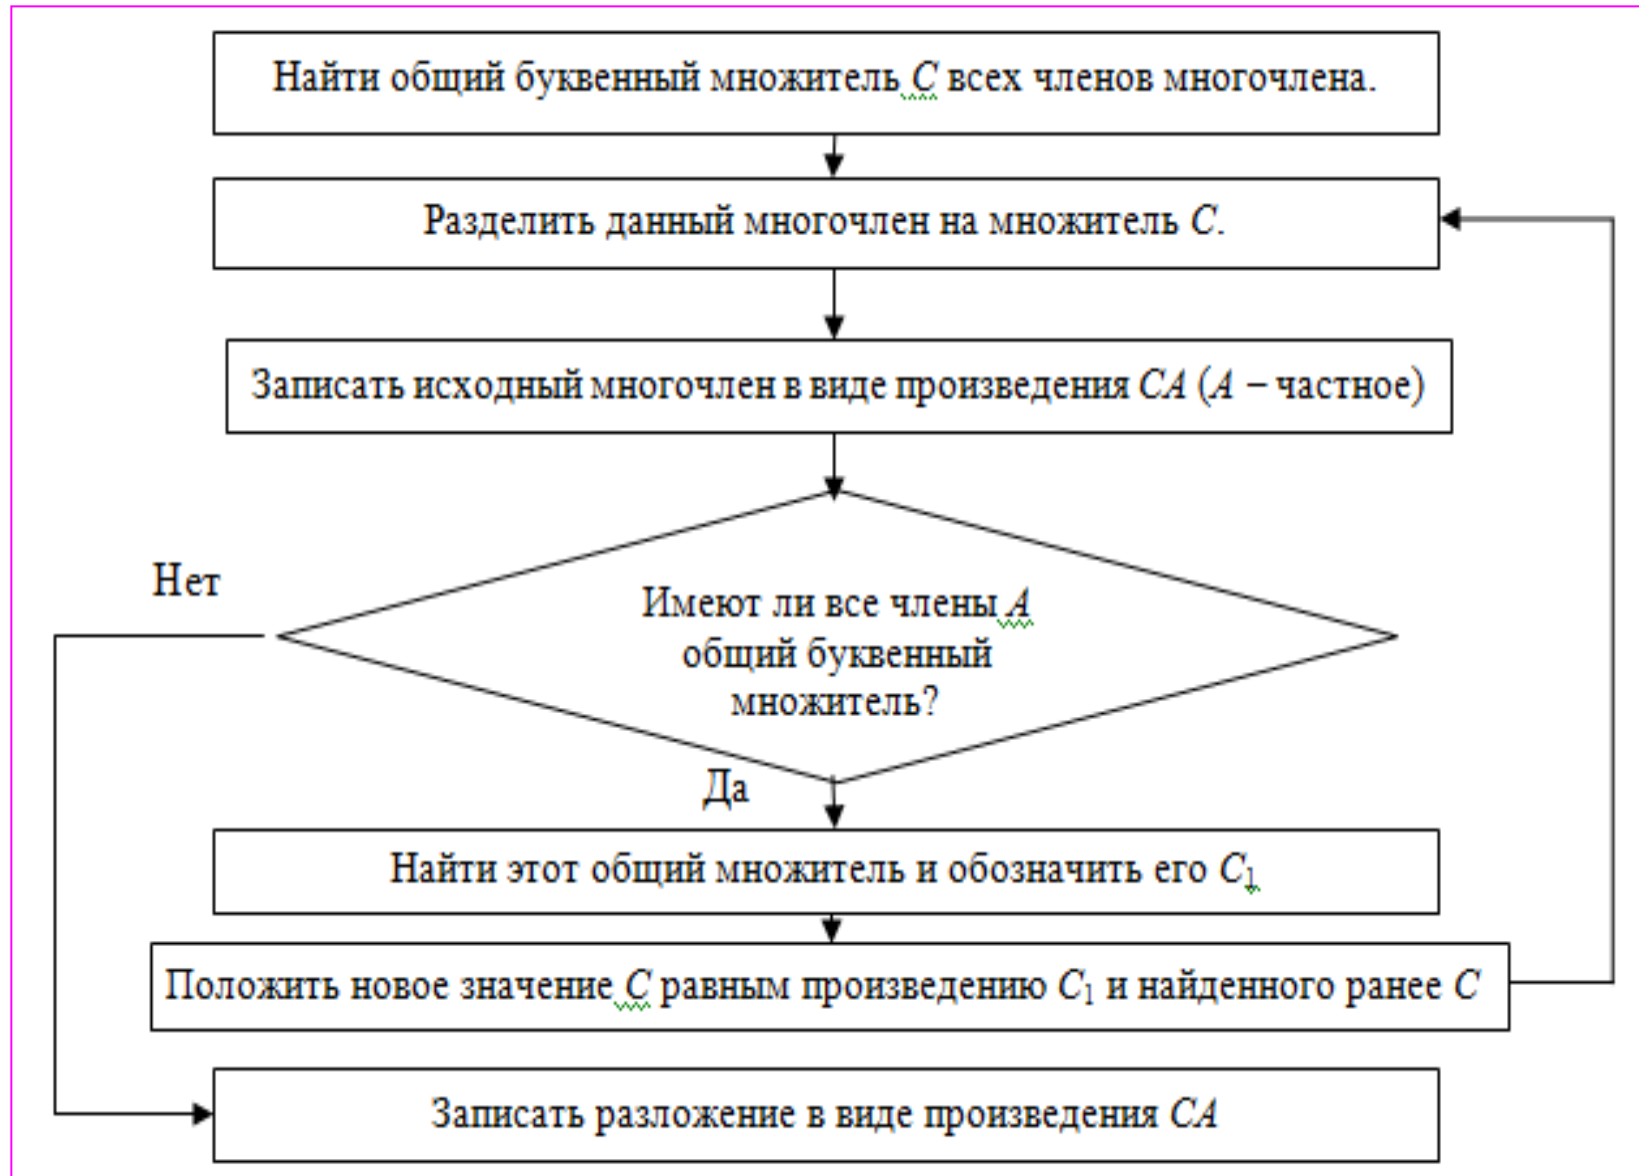 Найти общий буквенный множитель C всех членов многочлена.
Разделить данный многочлен на множитель C.
Записать исходный многочлен в виде произведения CA (A – частное)
Нет
Имеют ли все члены A
общий буквенный
множитель?
Да
Найти этот общий множитель и обозначить его C₁
Положить новое значение C равным произведению C₁ и найденного ранее C
Записать разложение в виде произведения CA